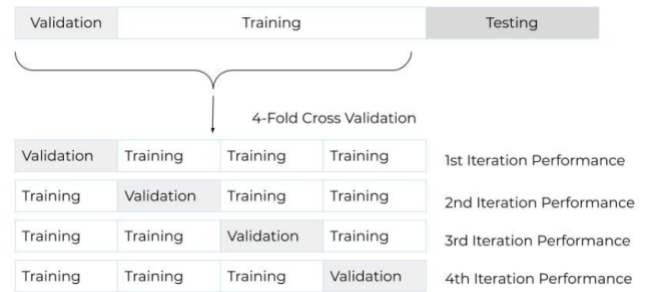 Validation Training Testing
4-Fold Cross Validation
Validation Training Training Training 1st Iteration Performance
Training Validation Training Training 2nd Iteration Performance
Training Training Validation Training 3rd Iteration Performance
Training Training Training Validation 4th Iteration Performance